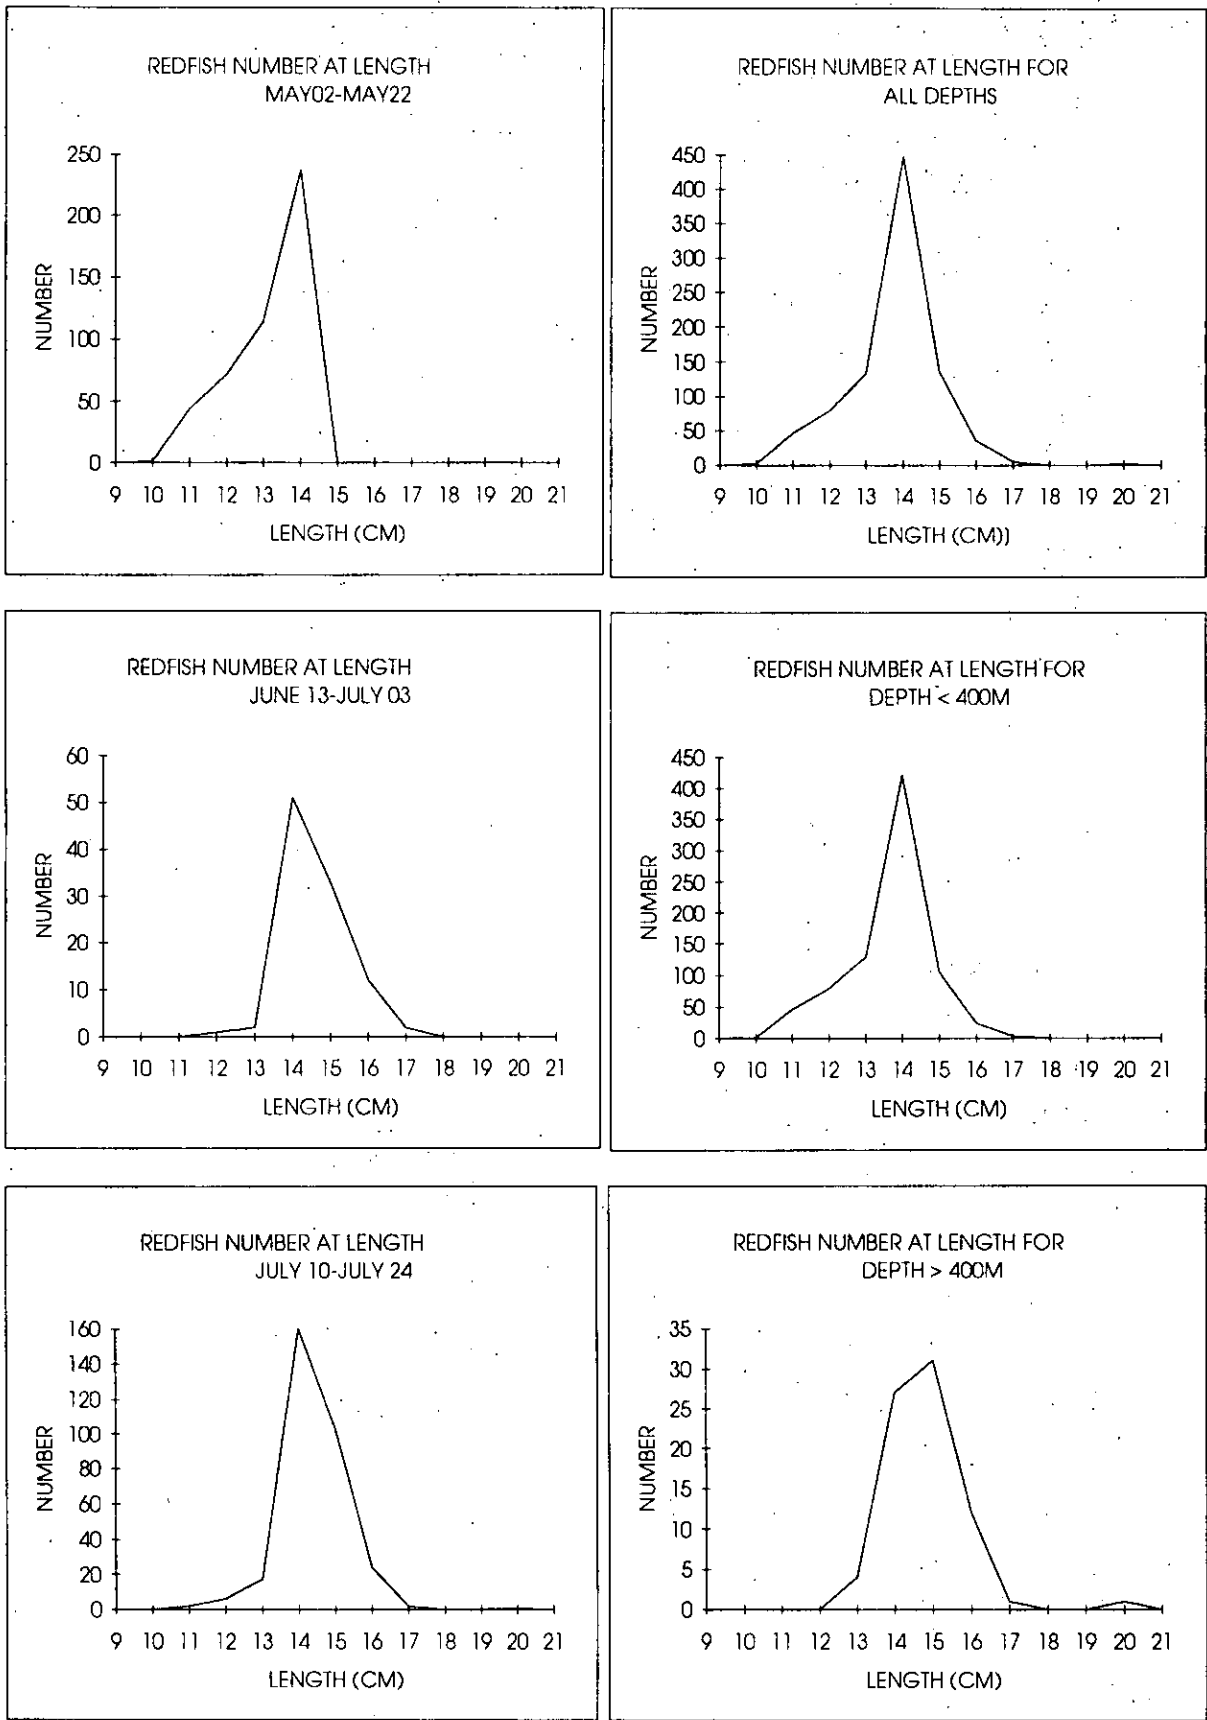 REDFISH NUMBER AT LENGTH
MAY02-MAY22
250
200
150
100
50
0
NUMBER
9 10 11 12 13 14 15 16 17 18 19 20 21
LENGTH (CM)
REDFISH NUMBER AT LENGTH FOR
ALL DEPTHS
450
400
350
300
250
200
150
100
50
0
NUMBER
9 10 11 12 13 14 15 16 17 18 19 20 21
LENGTH (CM))
REDFISH NUMBER AT LENGTH
JUNE 13-JULY 03
60
50
40
30
20
10
0
NUMBER
9 10 11 12 13 14 15 16 17 18 19 20 21
LENGTH (CM)
REDFISH NUMBER AT LENGTH FOR
DEPTH < 400M
450
400
350
300
250
200
150
100
50
0
NUMBER
9 10 11 12 13 14 15 16 17 18 19 20 21
LENGTH (CM)
REDFISH NUMBER AT LENGTH
JULY 10-JULY 24
160
140
120
100
80
60
40
20
0
NUMBER
9 10 11 12 13 14 15 16 17 18 19 20 21
LENGTH (CM)
REDFISH NUMBER AT LENGTH FOR
DEPTH > 400M
35
30
25
20
15
10
5
0
NUMBER
9 10 11 12 13 14 15 16 17 18 19 20 21
LENGTH (CM)